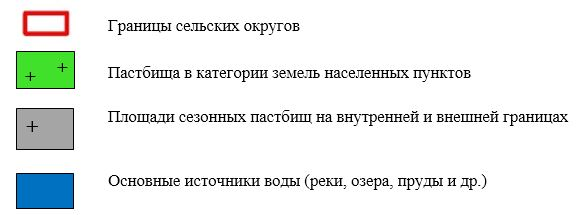 Границы сельских округов
Пастбища в категории земель населенных пунктов
Площади сезонных пастбищ на внутренней и внешней границах
Основные источники воды (реки, озера, пруды и др.)